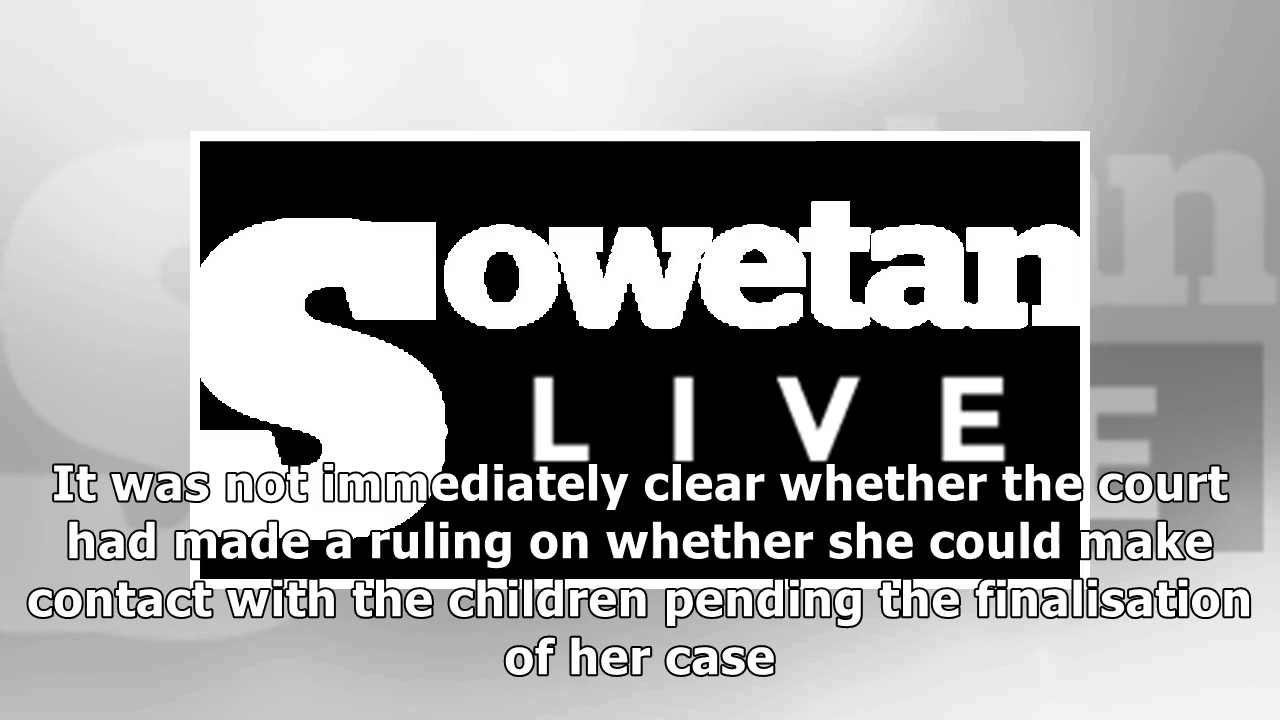 Sowetan
LIVE
It was not immediately clear whether the court
had made a ruling on whether she could make
contact with the children pending the finalisation
of her case